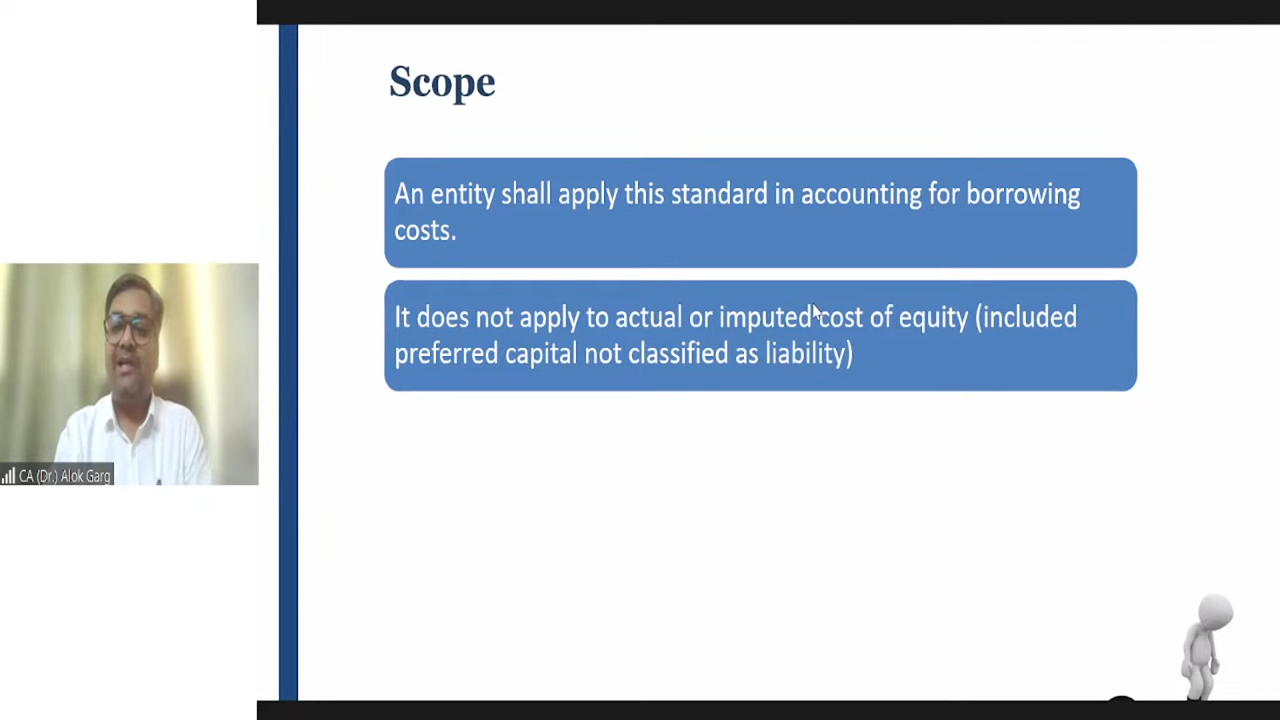 Scope
An entity shall apply this standard in accounting for borrowing
costs.
It does not apply to actual or imputed cost of equity (included
preferred capital not classified as liability)
CA (Dr.) Alok Garg